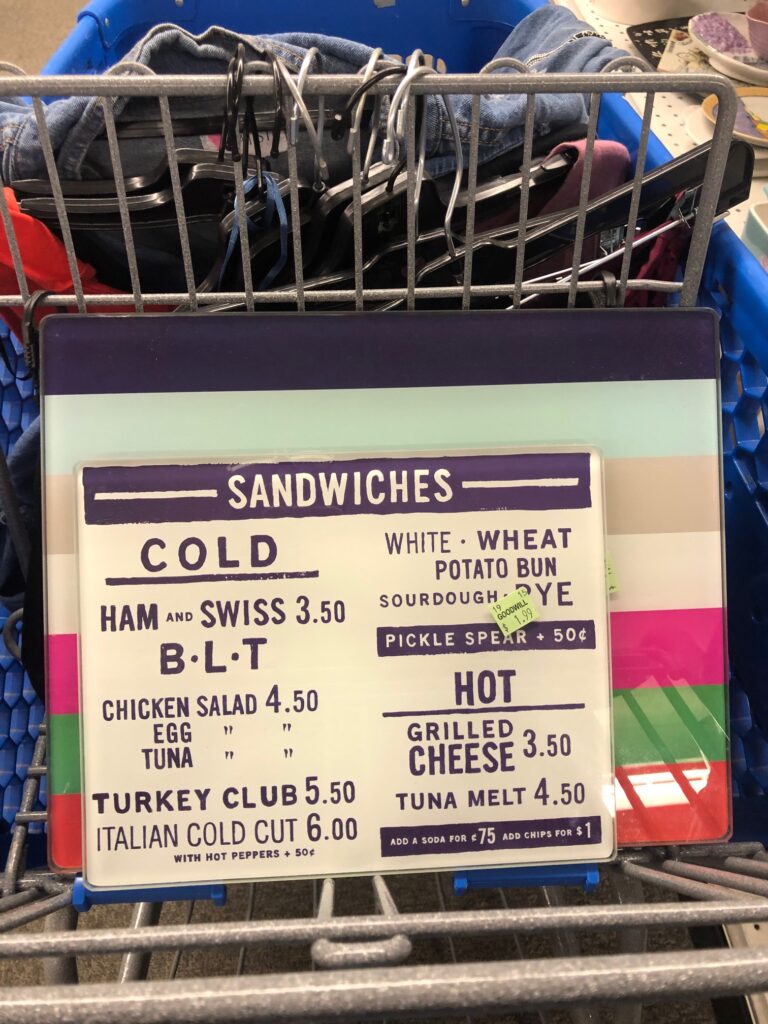 SANDWICHES
COLD
HAM AND SWISS 3.50
B•L•T
CHICKEN SALAD 4.50
EGG " "
TUNA " "
TURKEY CLUB 5.50
ITALIAN COLD CUT 6.00
WITH HOT PEPPERS + 50¢
WHITE • WHEAT
POTATO BUN
SOURDOUGH • RYE
19 15
GOODWILL
$ 1.99
PICKLE SPEAR + 50¢
HOT
GRILLED
CHEESE 3.50
TUNA MELT 4.50
ADD A SODA FOR ¢75 ADD CHIPS FOR $1